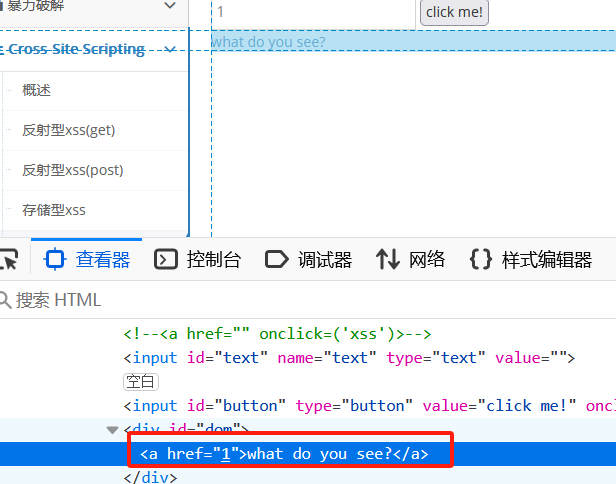 暴力破解
1
click me!
Cross-Site Scripting
what do you see?
概述
反射型xss(get)
反射型xss(post)
存储型xss
查看器
控制台
调试器
网络
样式编辑器
搜索 HTML
<!--<a href="" onclick=('xss')>-->
<input id="text" name="text" type="text" value="">
空白
<input id="button" type="button" value="click me!" oncl
<div id="dom">
<a href="1">what do you see?</a>
</div>